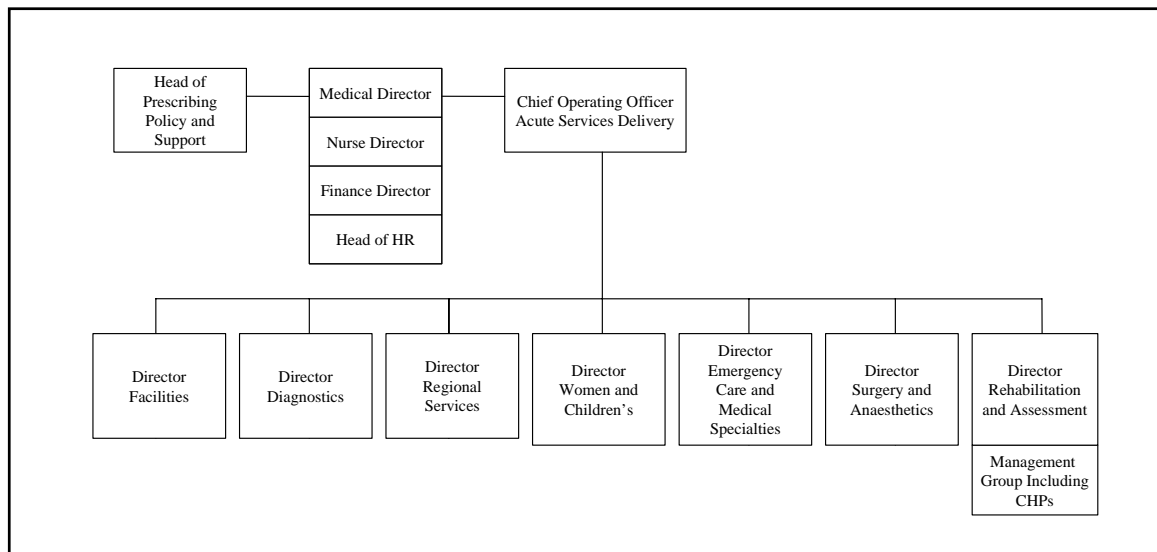 Head of
Prescribing
Policy and
Support
Medical Director
Nurse Director
Finance Director
Head of HR
Chief Operating Officer
Acute Services Delivery
Director
Facilities
Director
Diagnostics
Director
Regional
Services
Director
Women and
Children’s
Director
Emergency
Care and
Medical
Specialties
Director
Surgery and
Anaesthetics
Director
Rehabilitation
and Assessment
Management
Group Including
CHPs